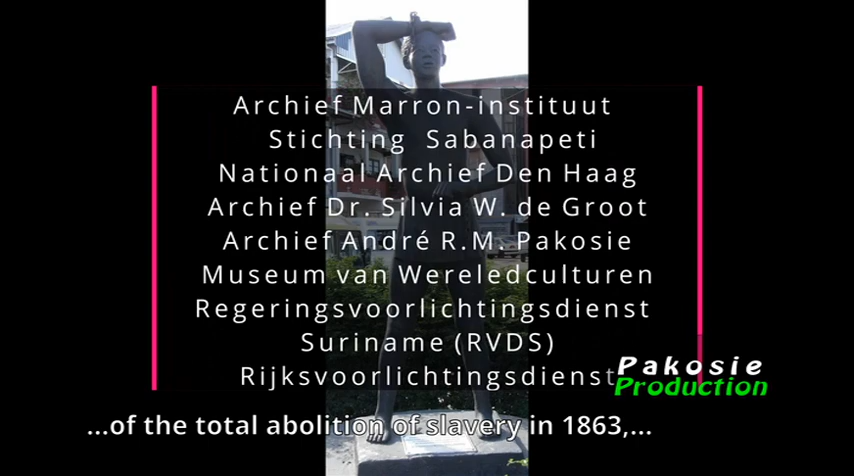 Archief Marron-instituut
Stichting Sabanapeti
Nationaal Archief Den Haag
Archief Dr. Silvia W. de Groot
Archief André R.M. Pakosie
Museum van Wereledculturen
Regeringsvoorlichtingsdienst
Suriname (RVDS)
Rijksvoorlichtingsdienst
Pakosie
Production
...of the total abolition of slavery in 1863,...